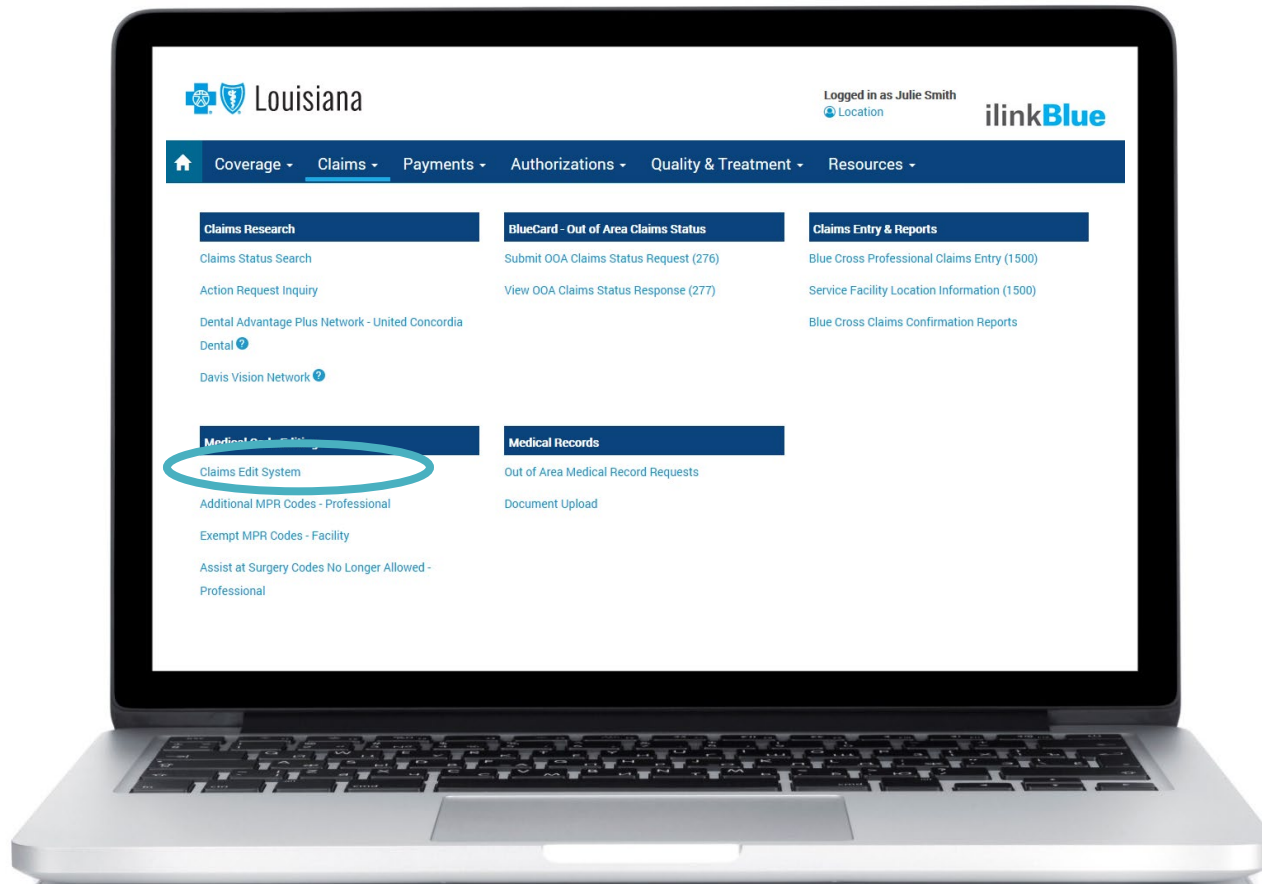 Louisiana
Logged in as Julie Smith
Location
ilinkBlue
Coverage
Claims
Payments
Authorizations
Quality & Treatment
Resources
Claims Research
Claims Status Search
Action Request Inquiry
Dental Advantage Plus Network - United Concordia
Dental ?
Davis Vision Network ?
BlueCard - Out of Area Claims Status
Submit OOA Claims Status Request (276)
View OOA Claims Status Response (277)
Claims Entry & Reports
Blue Cross Professional Claims Entry (1500)
Service Facility Location Information (1500)
Blue Cross Claims Confirmation Reports
Medical
Claims Edit System
Additional MPR Codes - Professional
Exempt MPR Codes - Facility
Assist at Surgery Codes No Longer Allowed -
Professional
Medical Records
Out of Area Medical Record Requests
Document Upload